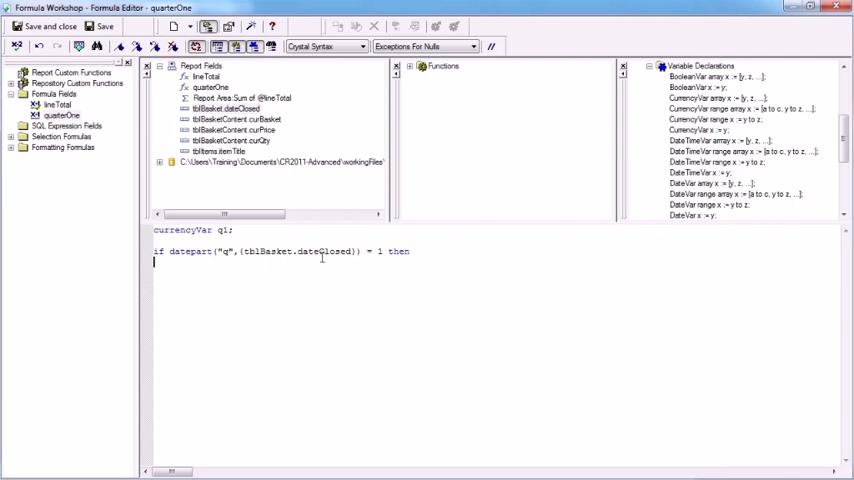 Formula Workshop - Formula Editor - quarterOne
Save and close
Save
Crystal Syntax
Exceptions For Nulls
//
Report Custom Functions
Repository Custom Functions
Formula Fields
lineTotal
quarterOne
SQL Expression Fields
Selection Formulas
Formatting Formulas
Report Fields
lineTotal
quarterOne
Report Area:Sum of @lineTotal
tblBasket.dateClosed
tblBasketContent.curBasket
tblBasketContent.curPrice
tblBasketContent.curQty
tblItems.itemTitle
C:\Users\Training\Documents\CR2011-Advanced\workingFiles'
Functions
Variable Declarations
BooleanVar array x := [y, z, ...];
BooleanVar x := y;
CurrencyVar array x := [y, z, ...];
CurrencyVar range array x := [a to c, y to z, ...];
CurrencyVar range x := y to z;
CurrencyVar x := y;
DateTimeVar array x := [y, z, ...];
DateTimeVar range array x := [a to c, y to z, ...];
DateTimeVar range x := y to z;
DateTimeVar x := y;
DateVar array x := [y, z, ...];
DateVar range array x := [a to c, y to z, ...];
DateVar range x := y to z;
DateVar x := y;
currencyVar q1;
if datepart("q",{tblBasket.dateClosed}) = 1 then